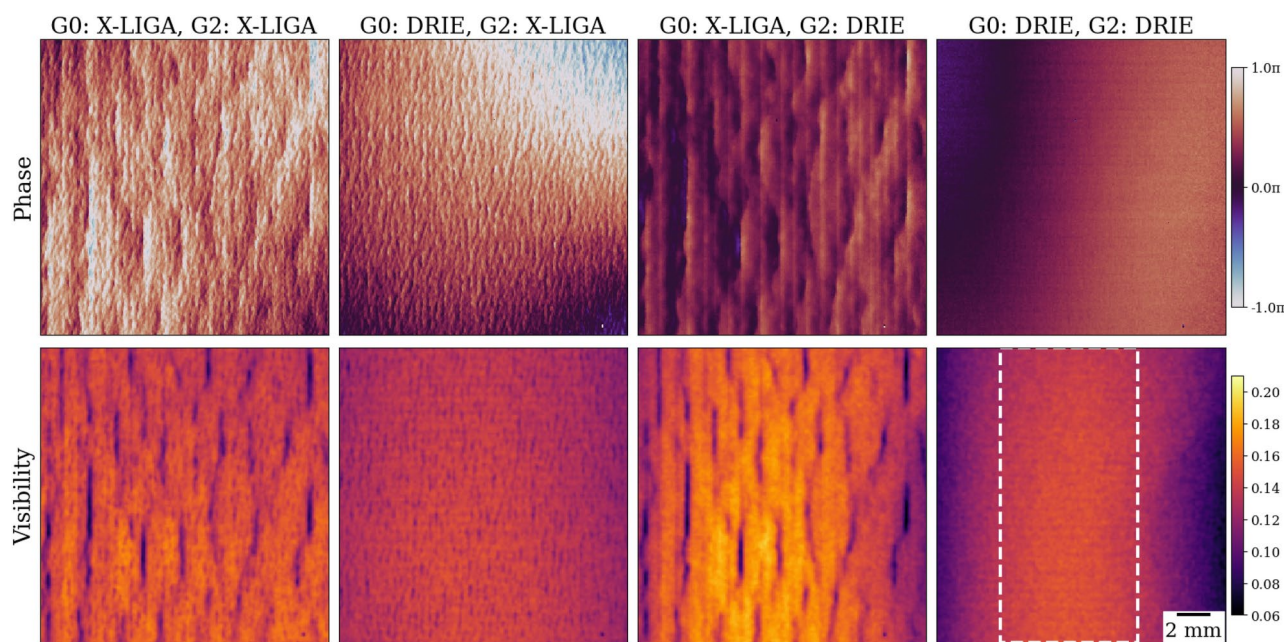 G0: X-LIGA, G2: X-LIGA
G0: DRIE, G2: X-LIGA
G0: X-LIGA, G2: DRIE
G0: DRIE, G2: DRIE
Phase
1.0π
0.0π
-1.0π
Visibility
0.20
0.18
0.16
0.14
0.12
0.10
0.08
0.06
2 mm